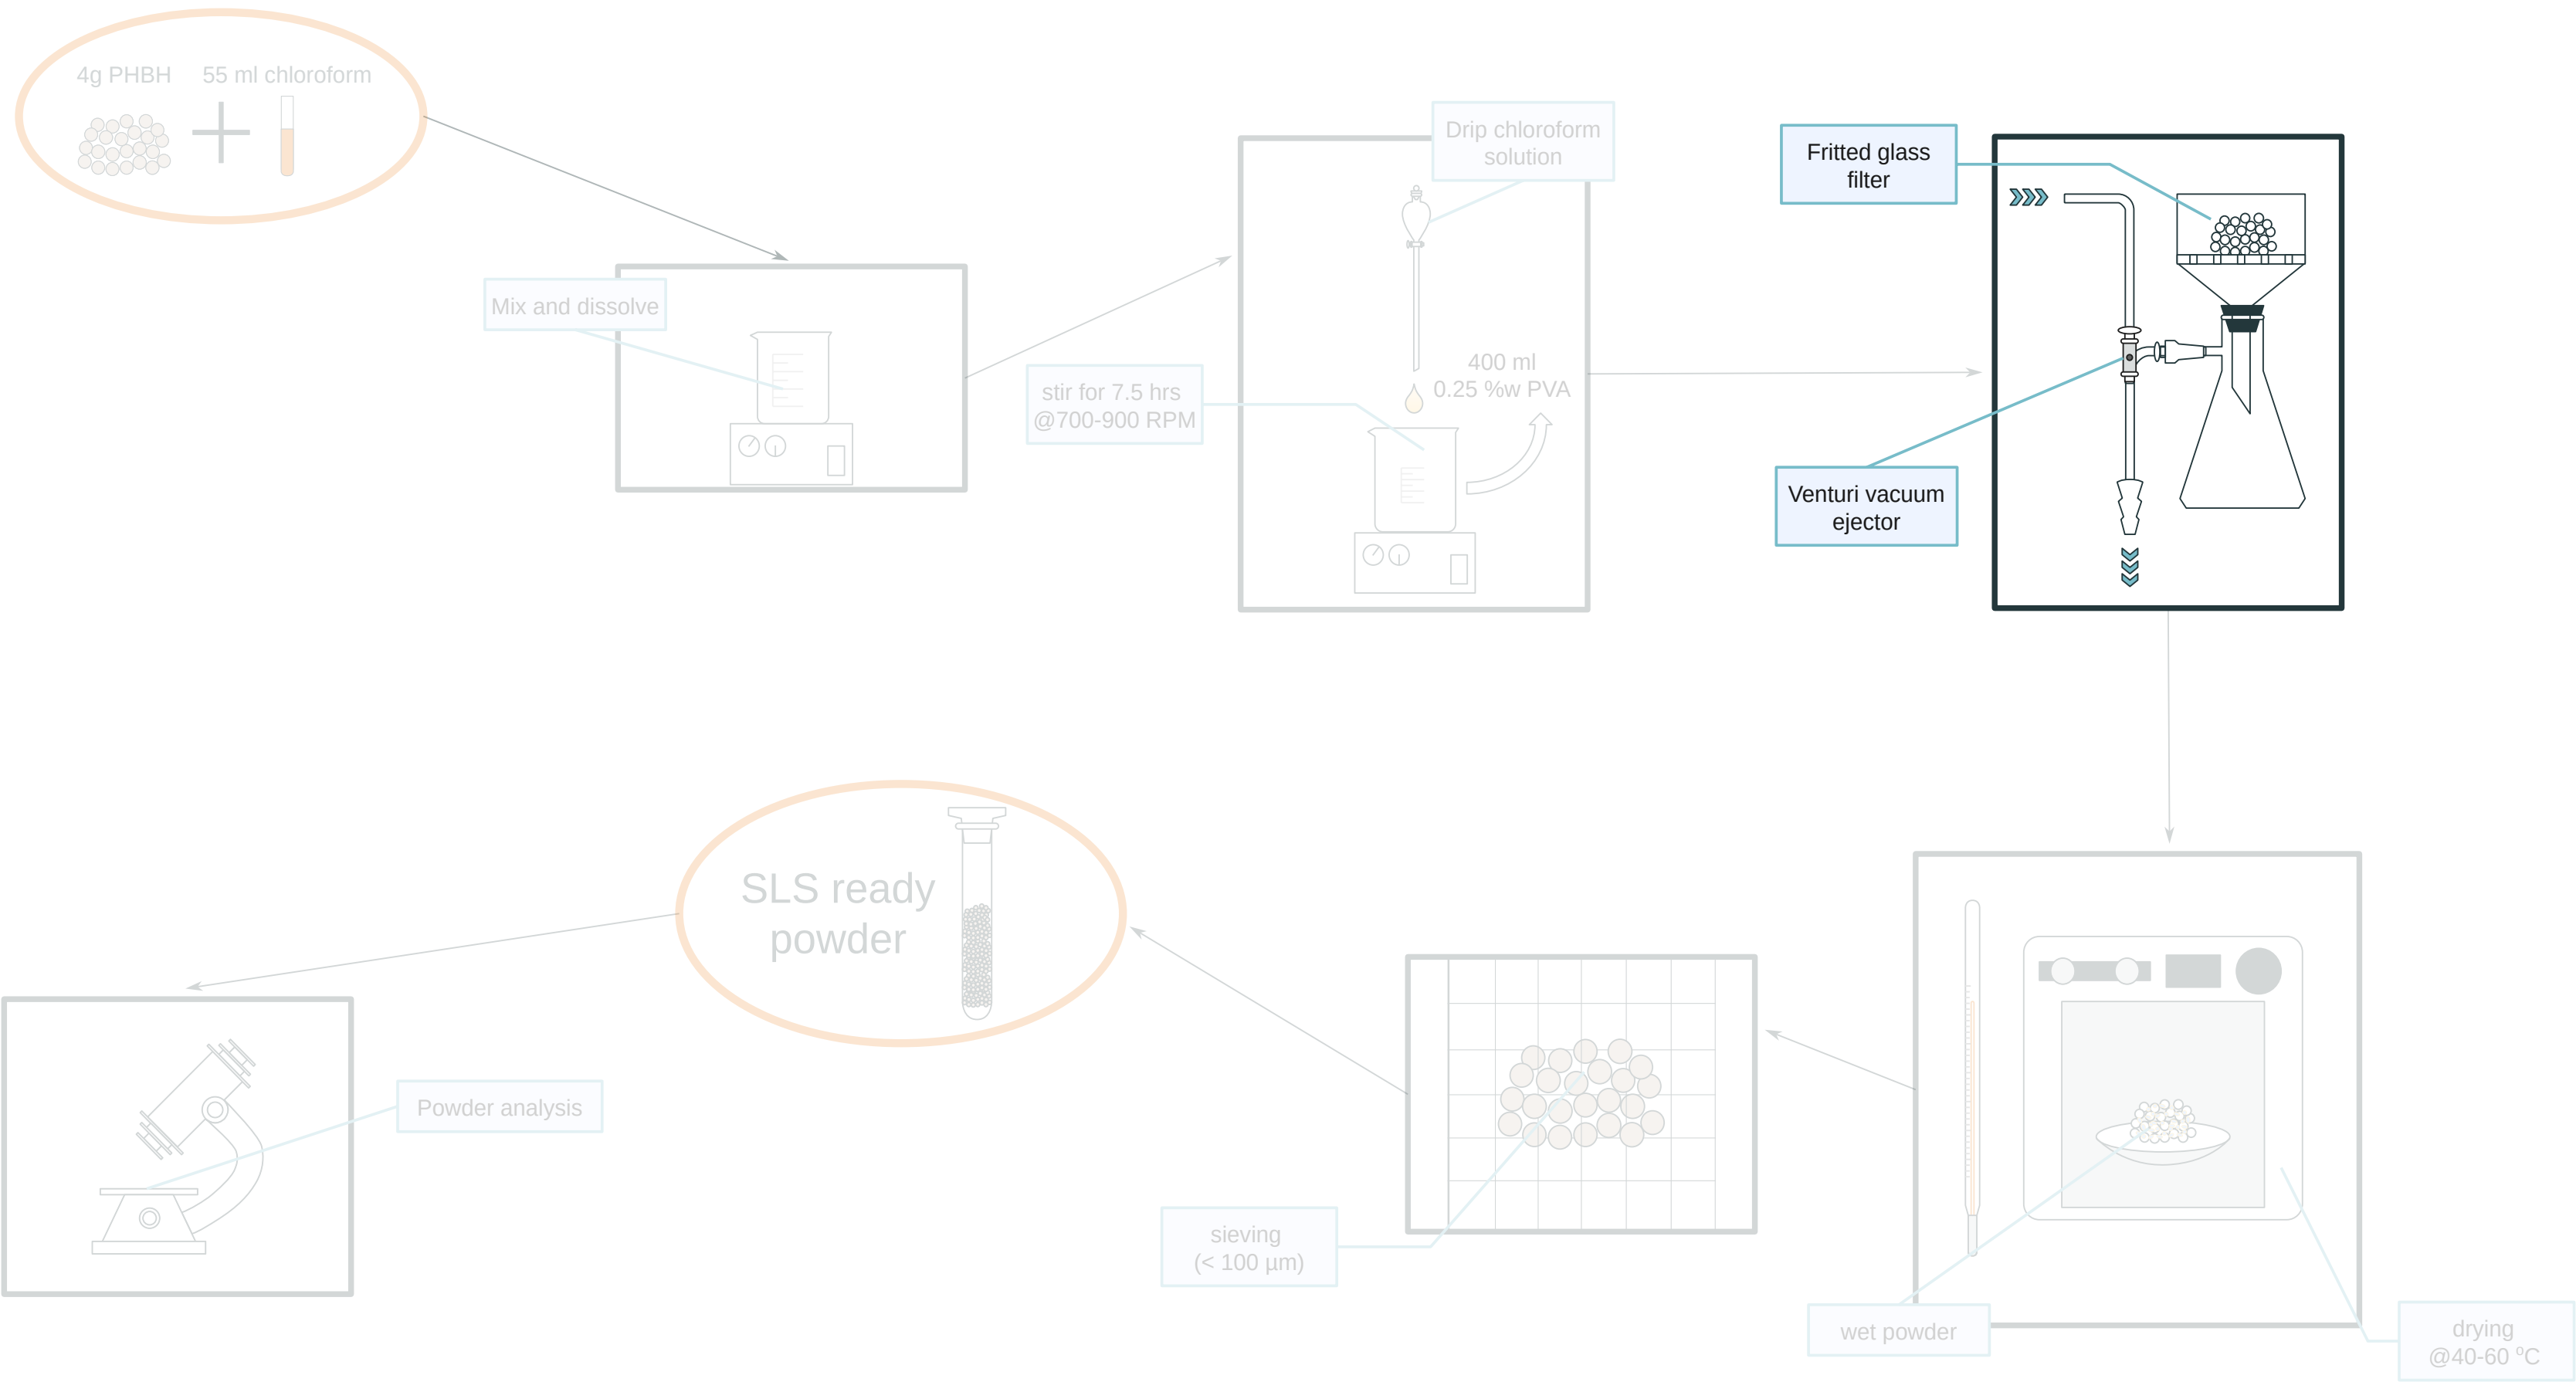 4g PHBH
55 ml chloroform
Mix and dissolve
Drip chloroform
solution
stir for 7.5 hrs
@700-900 RPM
400 ml
0.25 %w PVA
Fritted glass
filter
Venturi vacuum
ejector
wet powder
drying
@40-60 ºC
sieving
(< 100 µm)
SLS ready
powder
Powder analysis